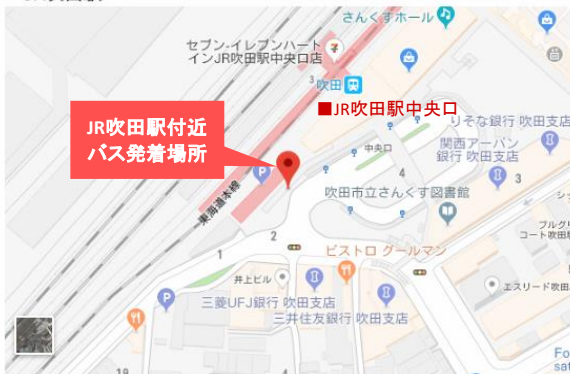 さんくすホール
セブン-イレブンハート
インJR吹田駅中央口店
3
吹田
■JR吹田駅中央口
JR吹田駅付近
バス発着場所
りそな銀行 吹田支店
中央口
関西アーバン
銀行 吹田支店
4
3
吹田市立さんくす図書館
東海道本線
P
2
1
ビストロ グールマン
井上ビル
P
三菱UFJ銀行 吹田支店
三井住友銀行 吹田支店
エスリード吹田
コート吹田
19